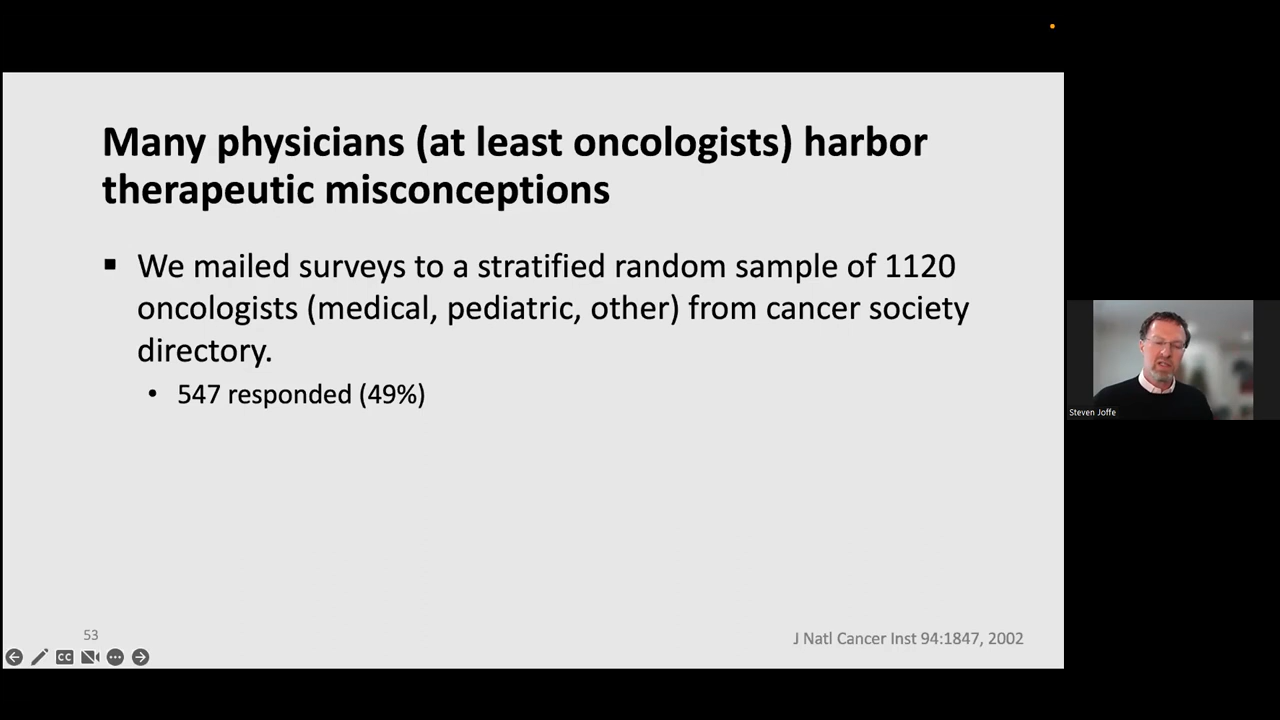 Many physicians (at least oncologists) harbor
therapeutic misconceptions
▪ We mailed surveys to a stratified random sample of 1120
oncologists (medical, pediatric, other) from cancer society
directory.
• 547 responded (49%)
Steven Joffe
53
J Natl Cancer Inst 94:1847, 2002
CC